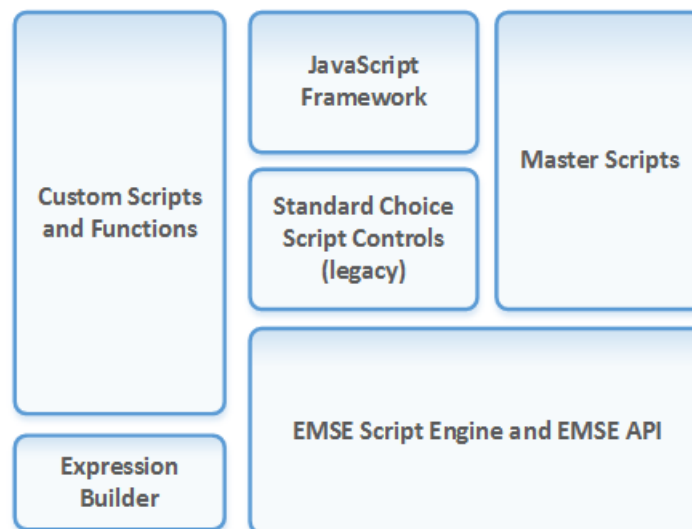 Custom Scripts
and Functions
JavaScript
Framework
Master Scripts
Standard Choice
Script Controls
(legacy)
EMSE Script Engine and EMSE API
Expression
Builder